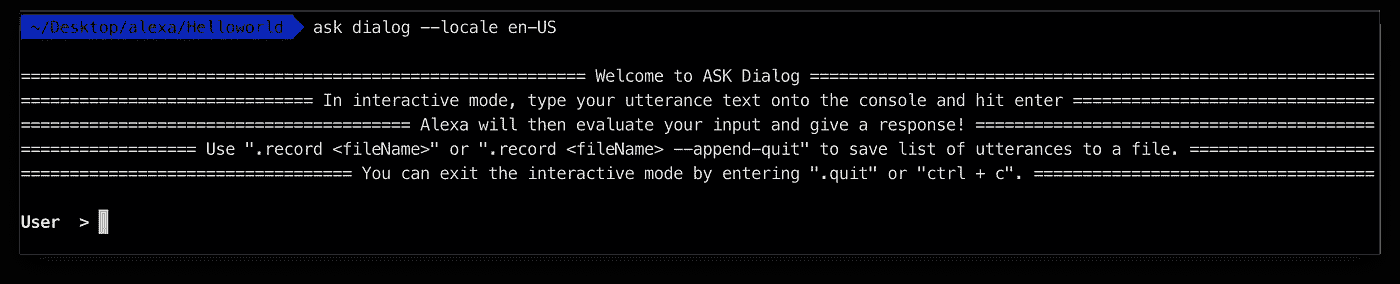 ~/Desktop/alexa/Helloworld ask dialog --locale en-US
========================================================== Welcome to ASK Dialog ==========================================================
============================== In interactive mode, type your utterance text onto the console and hit enter ===============================
======================================== Alexa will then evaluate your input and give a response! =========================================
================== Use ".record <fileName>" or ".record <fileName> --append-quit" to save list of utterances to a file. ===================
================================== You can exit the interactive mode by entering ".quit" or "ctrl + c". ===================================
User >